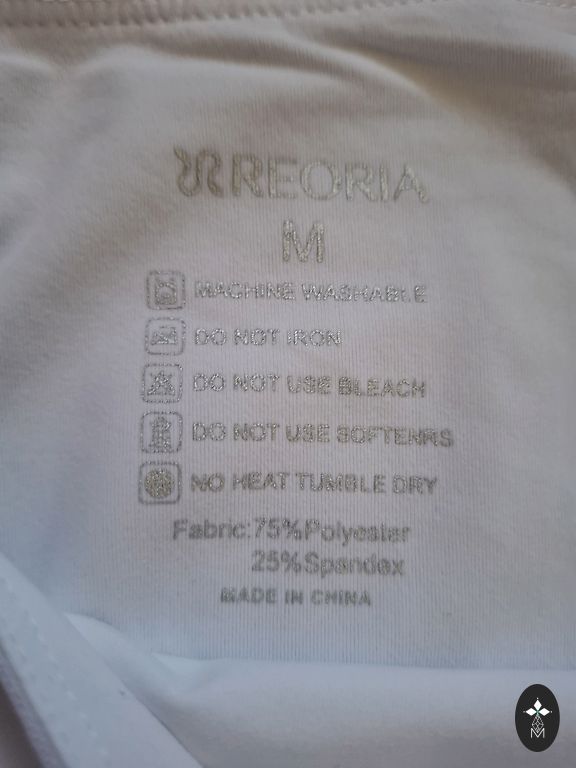 REORIA
M
MACHINE WASHABLE
DO NOT IRON
DO NOT USE BLEACH
DO NOT USE SOFTENRS
NO HEAT TUMBLE DRY
Fabric:75%Polyester
25%Spandex
MADE IN CHINA
M